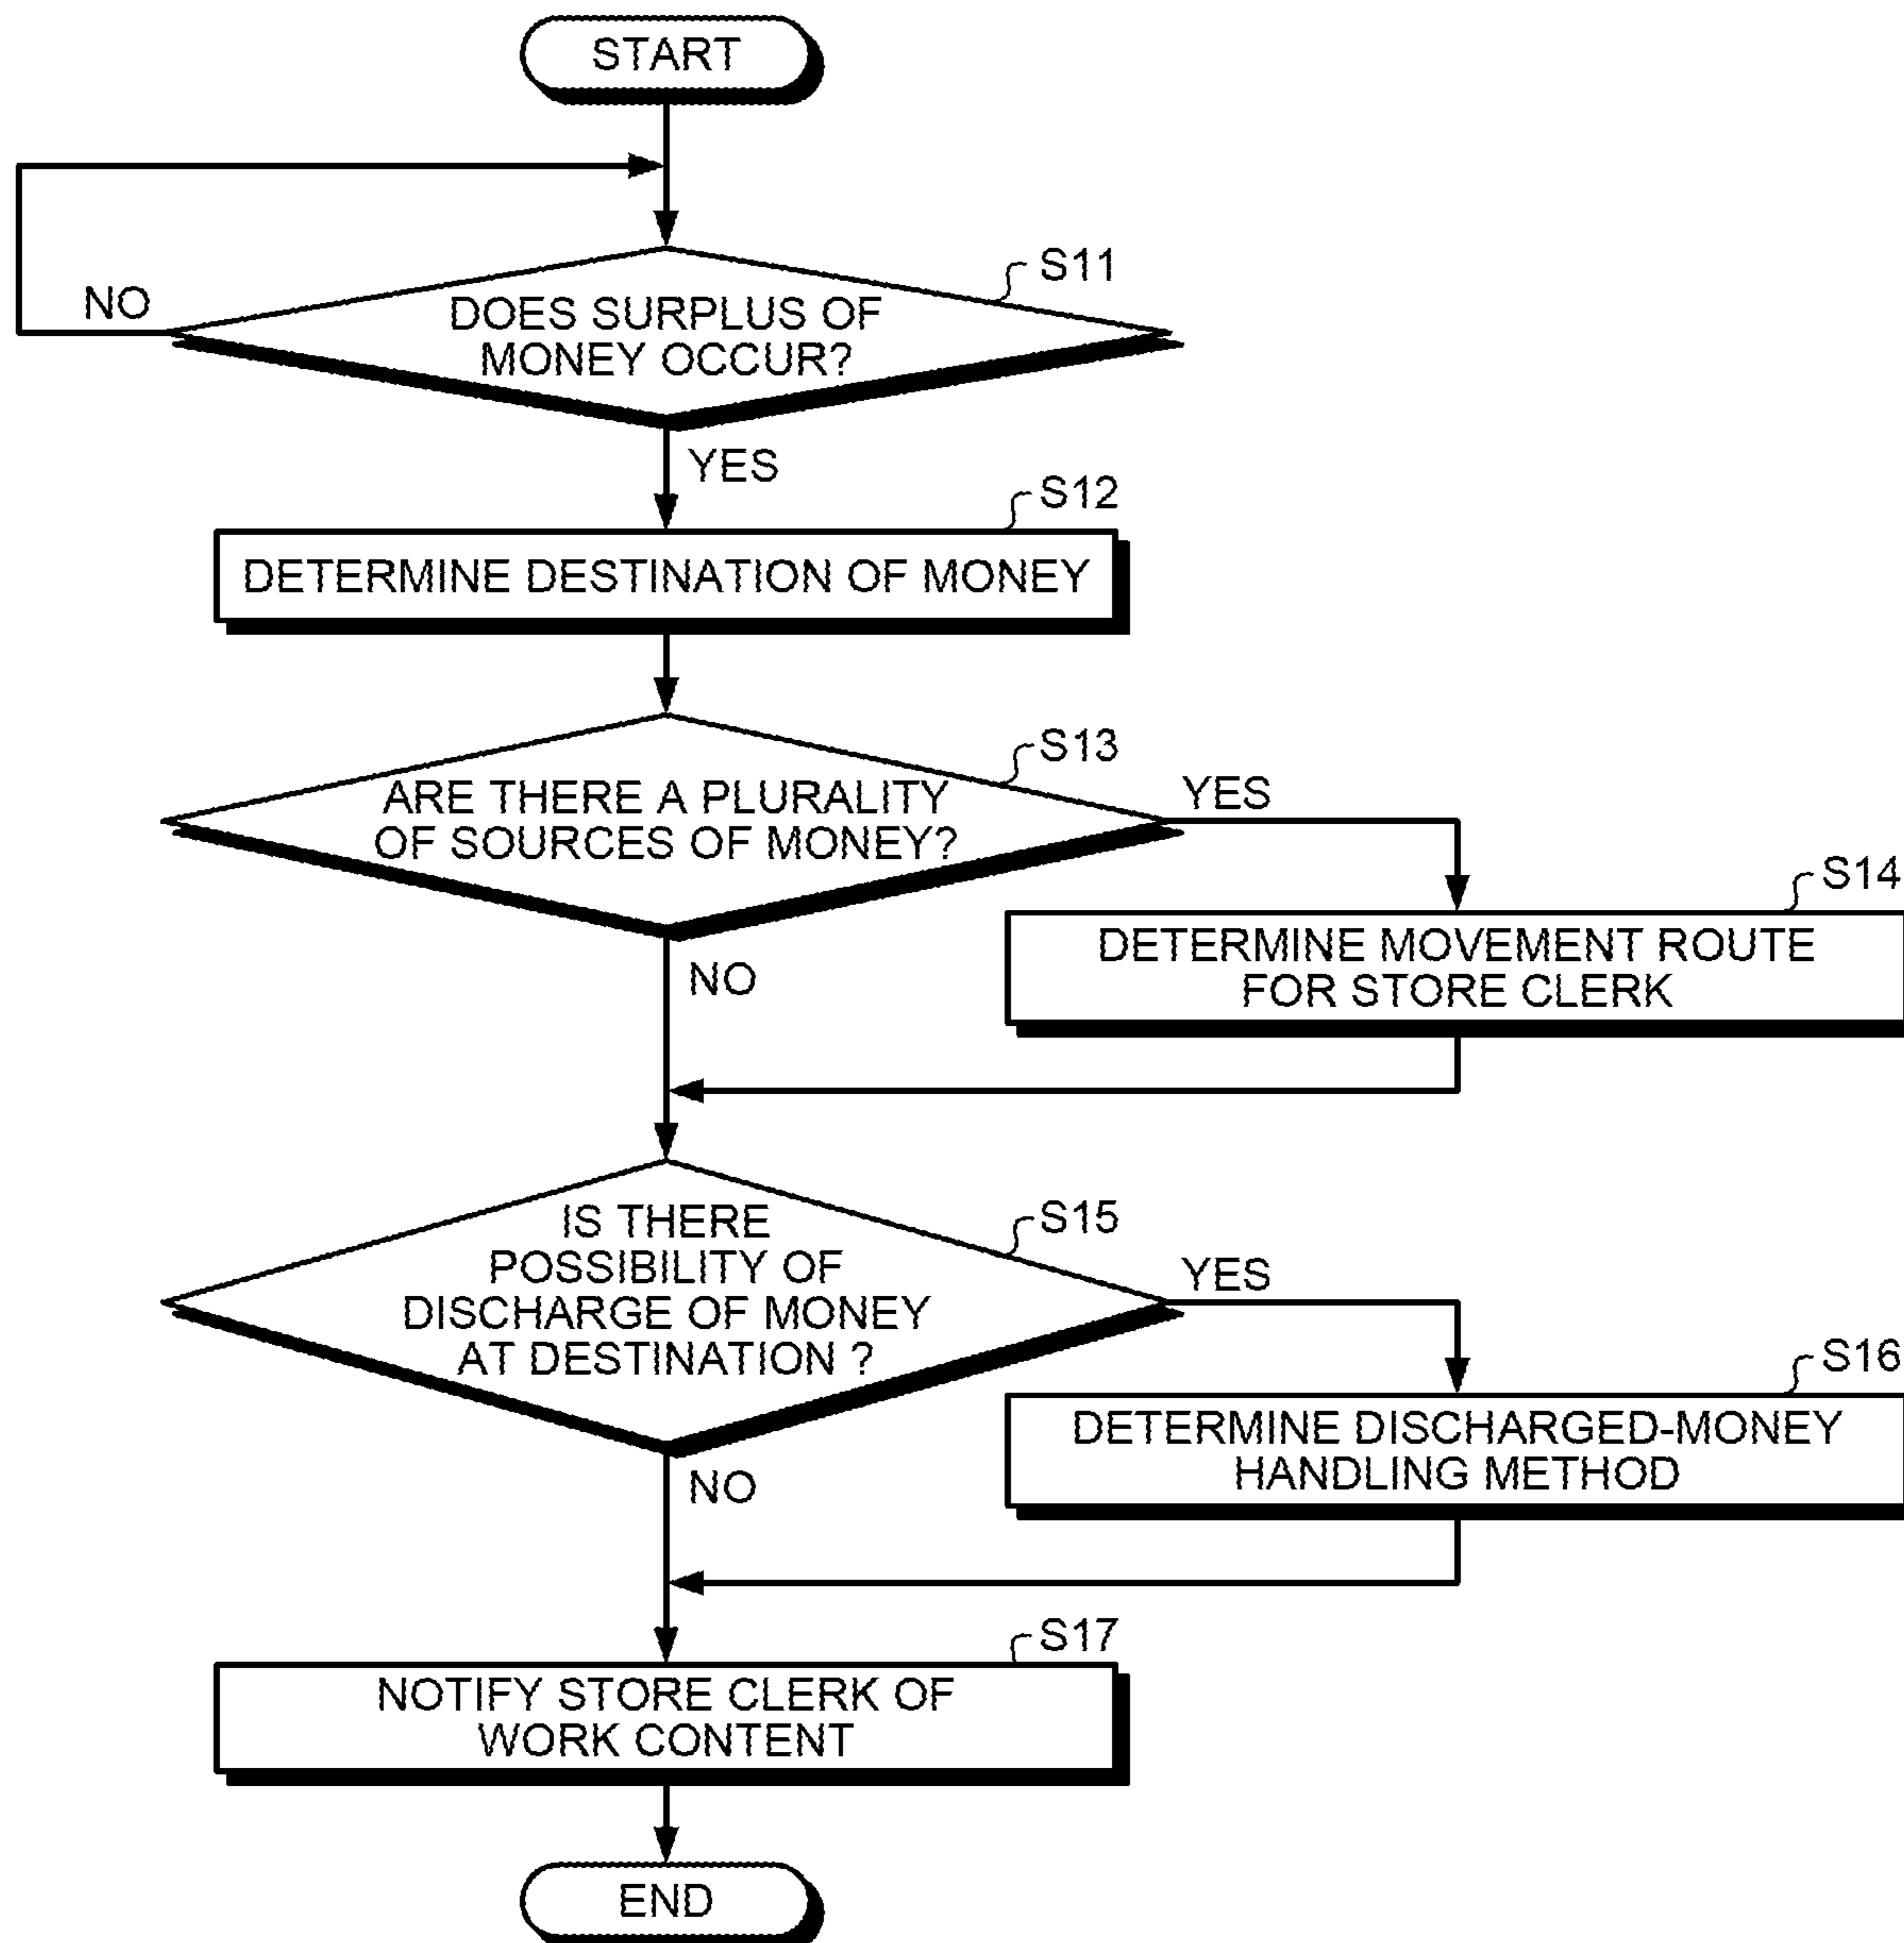 START
S11
NO
DOES SURPLUS OF
MONEY OCCUR?
YES
S12
DETERMINE DESTINATION OF MONEY
S13
ARE THERE A PLURALITY
OF SOURCES OF MONEY?
YES
S14
DETERMINE MOVEMENT ROUTE
FOR STORE CLERK
NO
S15
IS THERE
POSSIBILITY OF
DISCHARGE OF MONEY
AT DESTINATION ?
YES
S16
DETERMINE DISCHARGED-MONEY
HANDLING METHOD
NO
S17
NOTIFY STORE CLERK OF
WORK CONTENT
END